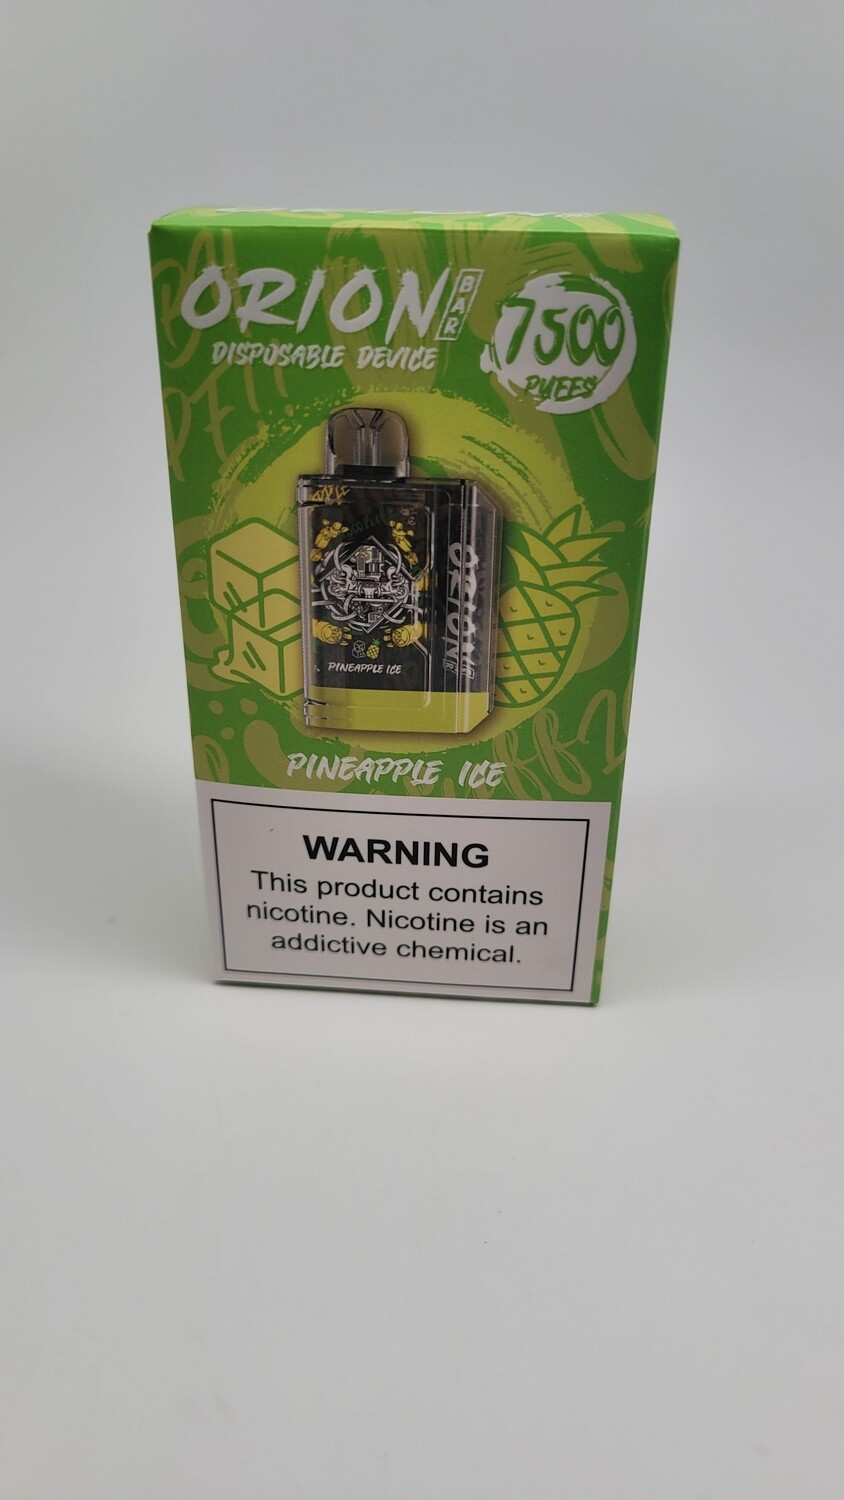 ORION BAR
DISPOSABLE DEVICE
7500
PUFFS
ORION BAR
PINEAPPLE ICE
PINEAPPLE ICE
WARNING
This product contains
nicotine. Nicotine is an
addictive chemical.